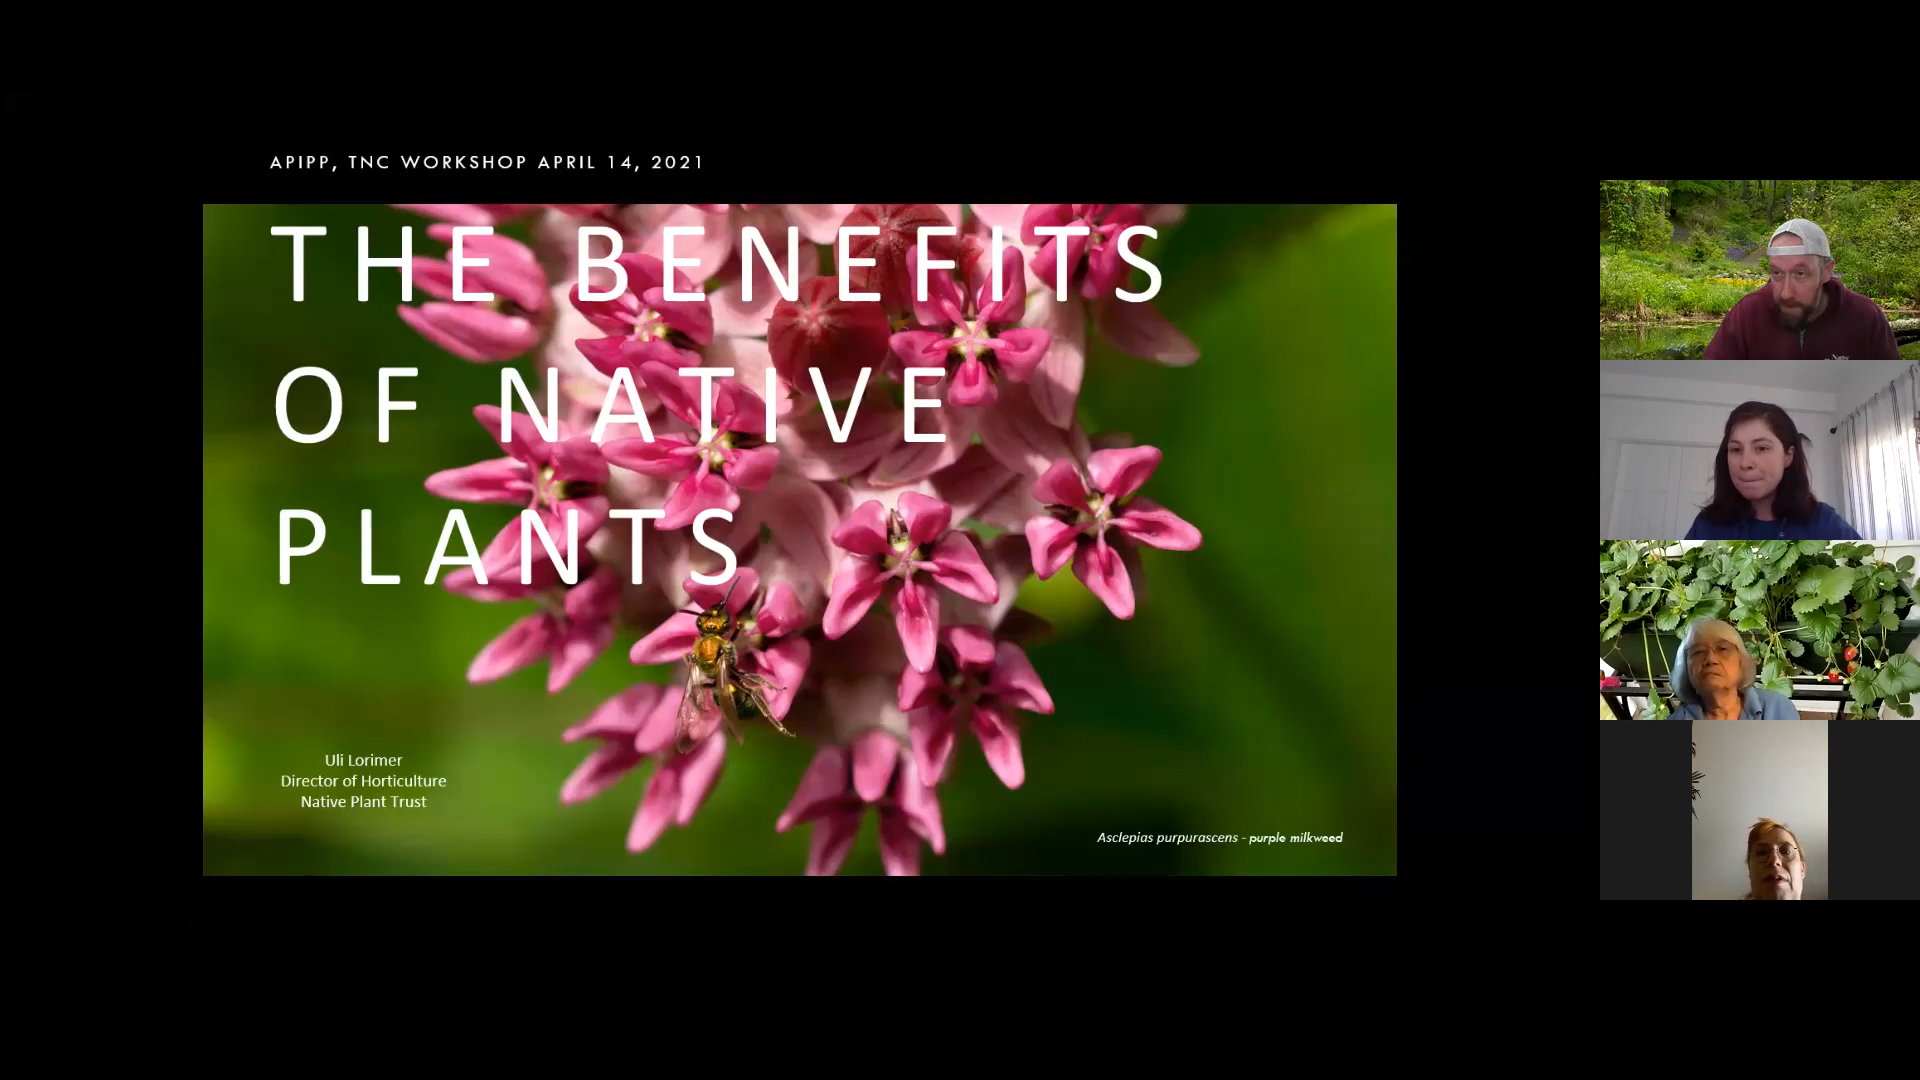 APIPP, TNC WORKSHOP APRIL 14, 2021
THE BENEFITS
OF NATIVE
PLANTS
Uli Lorimer
Director of Horticulture
Native Plant Trust
Asclepias purpurascens - purple milkweed